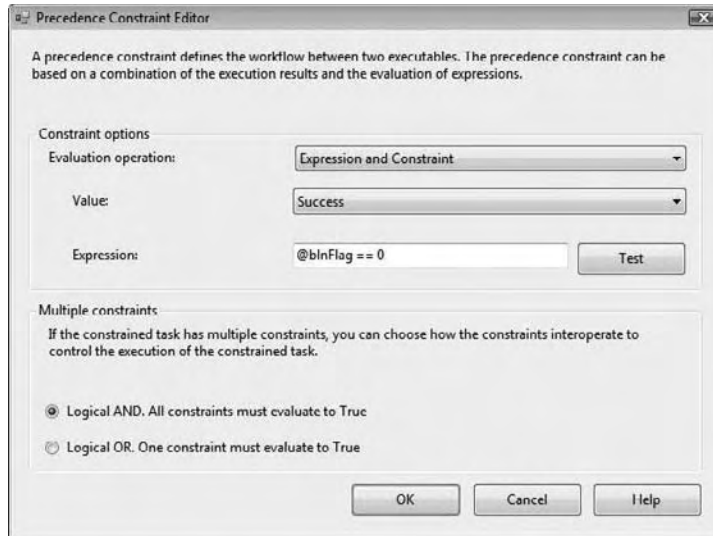 Precedence Constraint Editor
A precedence constraint defines the workflow between two executables. The precedence constraint can be
based on a combination of the execution results and the evaluation of expressions.
Constraint options
Evaluation operation:
Expression and Constraint
Value:
Success
Expression:
@blnFlag == 0
Test
Multiple constraints
If the constrained task has multiple constraints, you can choose how the constraints interoperate to
control the execution of the constrained task.
Logical AND. All constraints must evaluate to True
Logical OR. One constraint must evaluate to True
OK
Cancel
Help